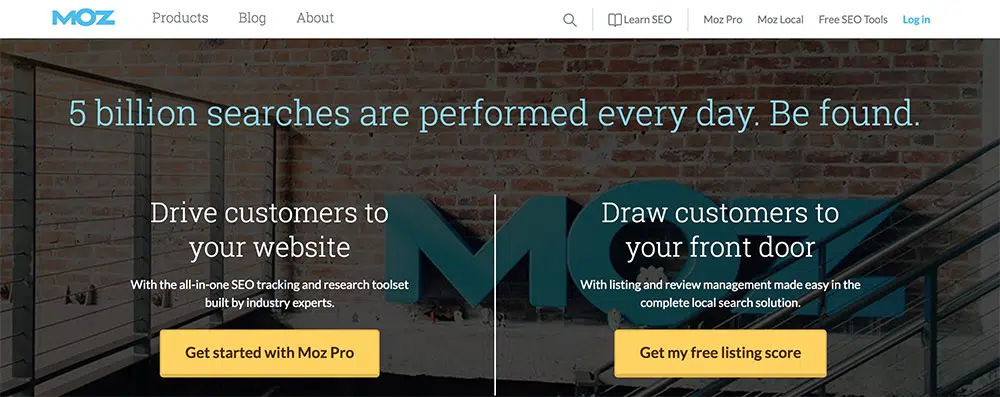 MOZ Products Blog About Learn SEO Moz Pro Moz Local Free SEO Tools Log in
5 billion searches are performed every day. Be found.
MOZ
Drive customers to
your website
With the all-in-one SEO tracking and research toolset
built by industry experts.
Get started with Moz Pro
Draw customers to
your front door
With listing and review management made easy in the
complete local search solution.
Get my free listing score